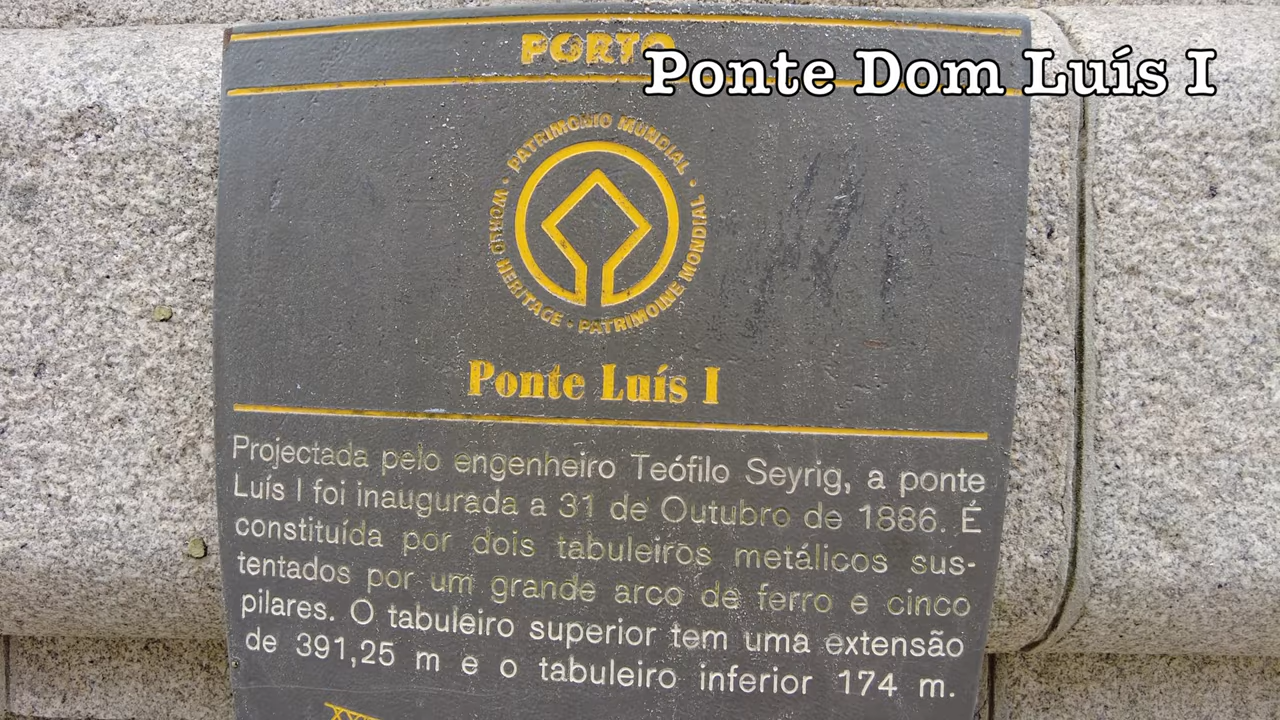 PORTO
Ponte Dom Luís I
PATRIMONIO MUNDIAL · WORLD HERITAGE · PATRIMOINE MONDIAL ·
Ponte Luís I
Projectada pelo engenheiro Teófilo Seyrig, a ponte
Luís I foi inaugurada a 31 de Outubro de 1886. É
constituída por dois tabuleiros metálicos sus-
tentados por um grande arco de ferro e cinco
pilares. O tabuleiro superior tem uma extensão
de 391,25 m e o tabuleiro inferior 174 m.